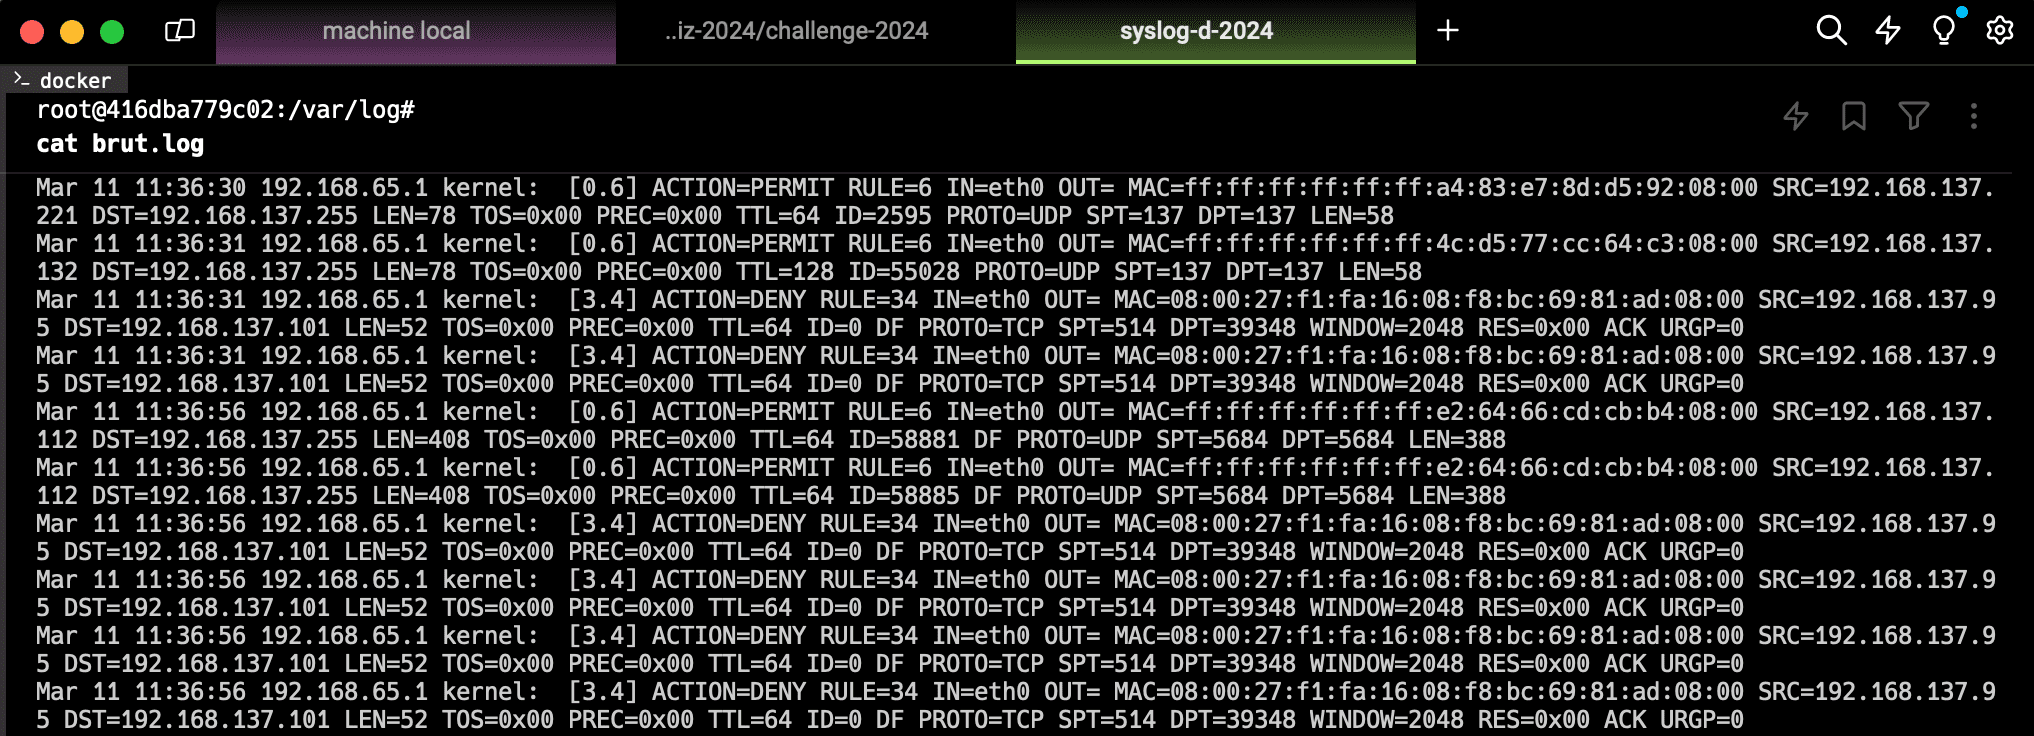 machine local
..iz-2024/challenge-2024
syslog-d-2024
docker
root@416dba779c02:/var/log#
cat brut.log
Mar 11 11:36:30 192.168.65.1 kernel:  [0.6] ACTION=PERMIT RULE=6 IN=eth0 OUT= MAC=ff:ff:ff:ff:ff:ff:a4:83:e7:8d:d5:92:08:00 SRC=192.168.137.
221 DST=192.168.137.255 LEN=78 TOS=0x00 PREC=0x00 TTL=64 ID=2595 PROTO=UDP SPT=137 DPT=137 LEN=58
Mar 11 11:36:31 192.168.65.1 kernel:  [0.6] ACTION=PERMIT RULE=6 IN=eth0 OUT= MAC=ff:ff:ff:ff:ff:ff:4c:d5:77:cc:64:c3:08:00 SRC=192.168.137.
132 DST=192.168.137.255 LEN=78 TOS=0x00 PREC=0x00 TTL=128 ID=55028 PROTO=UDP SPT=137 DPT=137 LEN=58
Mar 11 11:36:31 192.168.65.1 kernel:  [3.4] ACTION=DENY RULE=34 IN=eth0 OUT= MAC=08:00:27:f1:fa:16:08:f8:bc:69:81:ad:08:00 SRC=192.168.137.9
5 DST=192.168.137.101 LEN=52 TOS=0x00 PREC=0x00 TTL=64 ID=0 DF PROTO=TCP SPT=514 DPT=39348 WINDOW=2048 RES=0x00 ACK URGP=0
Mar 11 11:36:31 192.168.65.1 kernel:  [3.4] ACTION=DENY RULE=34 IN=eth0 OUT= MAC=08:00:27:f1:fa:16:08:f8:bc:69:81:ad:08:00 SRC=192.168.137.9
5 DST=192.168.137.101 LEN=52 TOS=0x00 PREC=0x00 TTL=64 ID=0 DF PROTO=TCP SPT=514 DPT=39348 WINDOW=2048 RES=0x00 ACK URGP=0
Mar 11 11:36:56 192.168.65.1 kernel:  [0.6] ACTION=PERMIT RULE=6 IN=eth0 OUT= MAC=ff:ff:ff:ff:ff:ff:e2:64:66:cd:cb:b4:08:00 SRC=192.168.137.
112 DST=192.168.137.255 LEN=408 TOS=0x00 PREC=0x00 TTL=64 ID=58881 DF PROTO=UDP SPT=5684 DPT=5684 LEN=388
Mar 11 11:36:56 192.168.65.1 kernel:  [0.6] ACTION=PERMIT RULE=6 IN=eth0 OUT= MAC=ff:ff:ff:ff:ff:ff:e2:64:66:cd:cb:b4:08:00 SRC=192.168.137.
112 DST=192.168.137.255 LEN=408 TOS=0x00 PREC=0x00 TTL=64 ID=58885 DF PROTO=UDP SPT=5684 DPT=5684 LEN=388
Mar 11 11:36:56 192.168.65.1 kernel:  [3.4] ACTION=DENY RULE=34 IN=eth0 OUT= MAC=08:00:27:f1:fa:16:08:f8:bc:69:81:ad:08:00 SRC=192.168.137.9
5 DST=192.168.137.101 LEN=52 TOS=0x00 PREC=0x00 TTL=64 ID=0 DF PROTO=TCP SPT=514 DPT=39348 WINDOW=2048 RES=0x00 ACK URGP=0
Mar 11 11:36:56 192.168.65.1 kernel:  [3.4] ACTION=DENY RULE=34 IN=eth0 OUT= MAC=08:00:27:f1:fa:16:08:f8:bc:69:81:ad:08:00 SRC=192.168.137.9
5 DST=192.168.137.101 LEN=52 TOS=0x00 PREC=0x00 TTL=64 ID=0 DF PROTO=TCP SPT=514 DPT=39348 WINDOW=2048 RES=0x00 ACK URGP=0
Mar 11 11:36:56 192.168.65.1 kernel:  [3.4] ACTION=DENY RULE=34 IN=eth0 OUT= MAC=08:00:27:f1:fa:16:08:f8:bc:69:81:ad:08:00 SRC=192.168.137.9
5 DST=192.168.137.101 LEN=52 TOS=0x00 PREC=0x00 TTL=64 ID=0 DF PROTO=TCP SPT=514 DPT=39348 WINDOW=2048 RES=0x00 ACK URGP=0
Mar 11 11:36:56 192.168.65.1 kernel:  [3.4] ACTION=DENY RULE=34 IN=eth0 OUT= MAC=08:00:27:f1:fa:16:08:f8:bc:69:81:ad:08:00 SRC=192.168.137.9
5 DST=192.168.137.101 LEN=52 TOS=0x00 PREC=0x00 TTL=64 ID=0 DF PROTO=TCP SPT=514 DPT=39348 WINDOW=2048 RES=0x00 ACK URGP=0